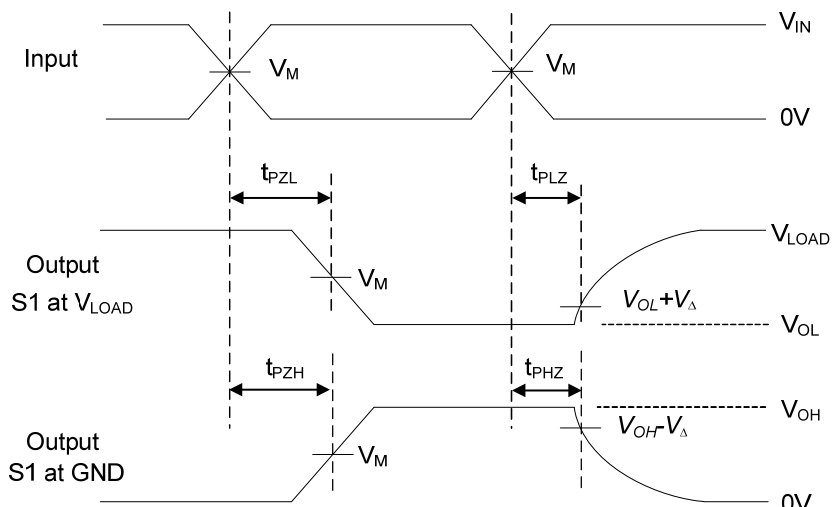 V_IN
Input
V_M
V_M
0V
t_PZL
t_PLZ
V_LOAD
Output
S1 at V_LOAD
V_M
V_OL+V_Δ
V_OL
t_PZH
t_PHZ
V_OH
V_OH-V_Δ
Output
S1 at GND
V_M
0V